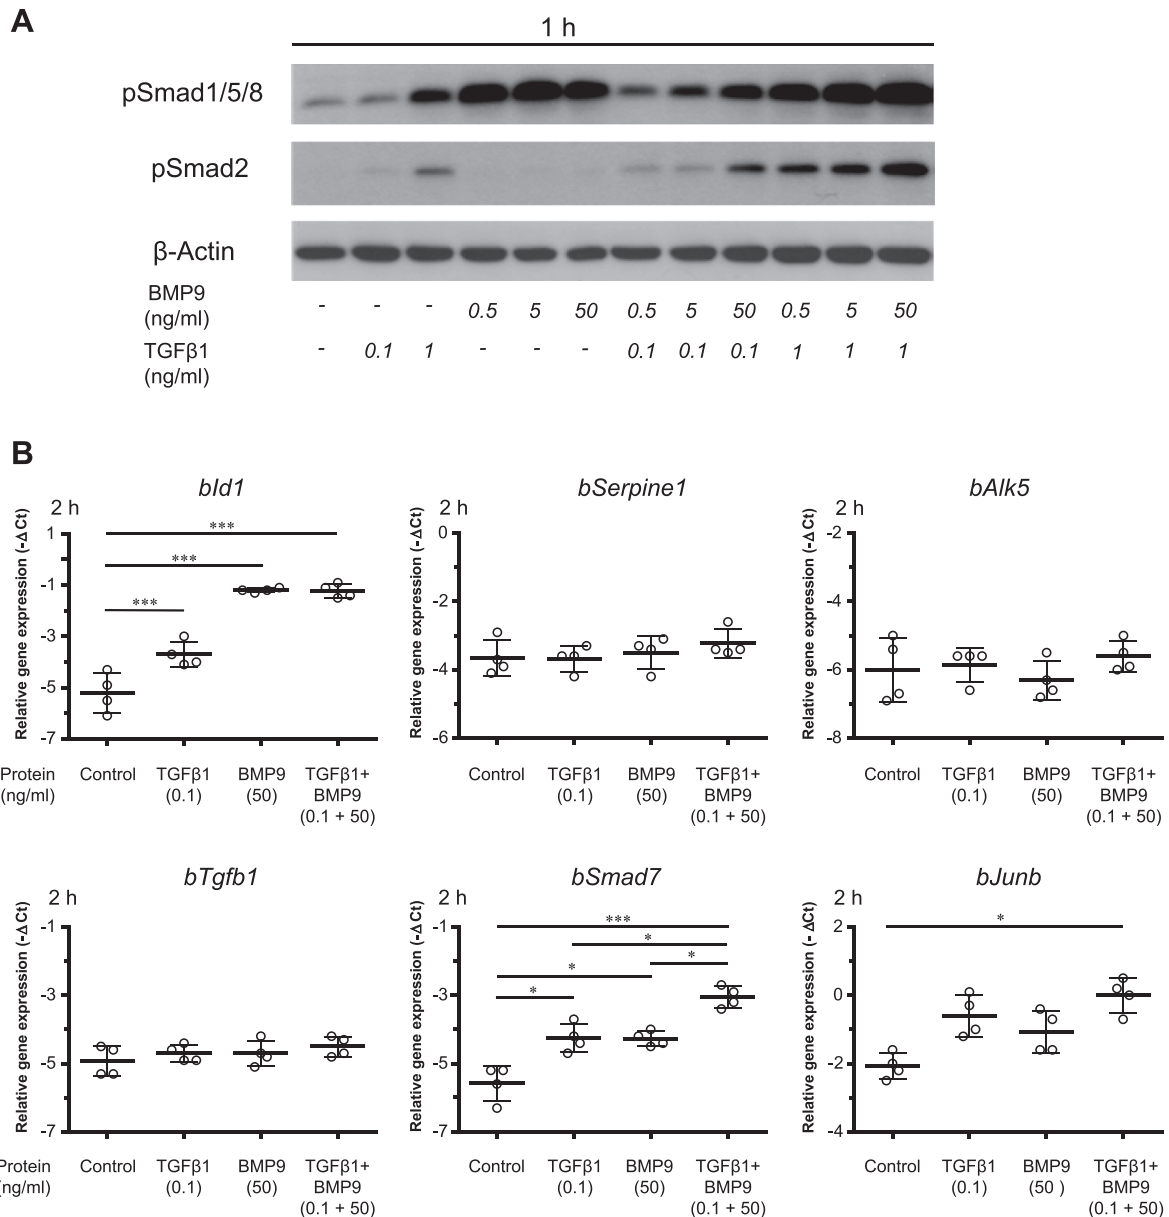 A
1 h
pSmad1/5/8
pSmad2
β-Actin
BMP9 (ng/ml) - - - 0.5 5 50 0.5 5 50 0.5 5 50
TGFβ1 (ng/ml) - 0.1 1 - - - 0.1 0.1 0.1 1 1 1
B
bId1
2 h
Relative gene expression (-ΔCt)
1
-1
-3
-5
-7
***
***
***
Protein (ng/ml)
Control
TGFβ1 (0.1)
BMP9 (50)
TGFβ1+ BMP9 (0.1 + 50)
bSerpine1
2 h
Relative gene expression (-ΔCt)
0
-2
-4
-6
Control
TGFβ1 (0.1)
BMP9 (50)
TGFβ1+ BMP9 (0.1 + 50)
bAlk5
2 h
Relative gene expression (-ΔCt)
-2
-4
-6
-8
Control
TGFβ1 (0.1)
BMP9 (50)
TGFβ1+ BMP9 (0.1 + 50)
bTgfb1
2 h
Relative gene expression (-ΔCt)
-1
-3
-5
-7
Protein (ng/ml)
Control
TGFβ1 (0.1)
BMP9 (50)
TGFβ1+ BMP9 (0.1 + 50)
bSmad7
2 h
Relative gene expression (-ΔCt)
-1
-3
-5
-7
***
*
*
*
*
Control
TGFβ1 (0.1)
BMP9 (50)
TGFβ1+ BMP9 (0.1 + 50)
bJunb
2 h
Relative gene expression (-ΔCt)
2
0
-2
-4
*
Control
TGFβ1 (0.1)
BMP9 (50 )
TGFβ1+ BMP9 (0.1 + 50)